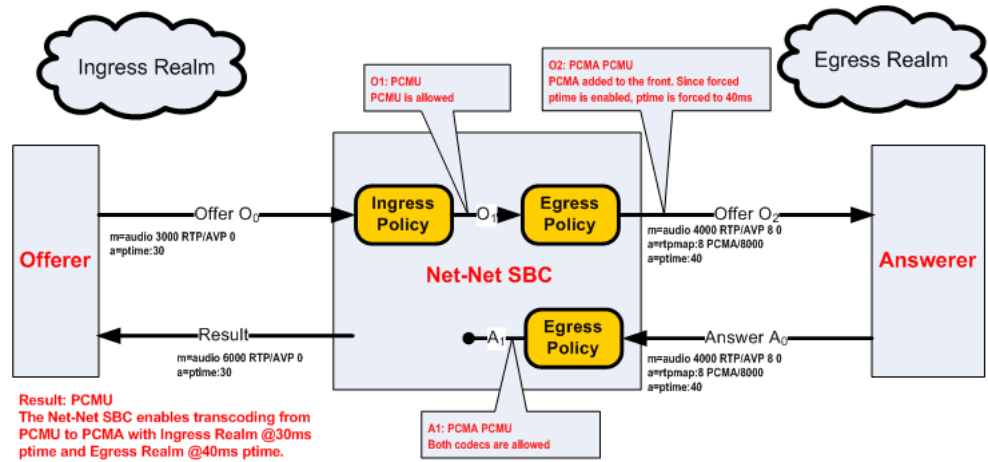 Ingress Realm
Egress Realm
O1: PCMU
PCMU is allowed
O2: PCMA PCMU
PCMA added to the front. Since forced
ptime is enabled, ptime is forced to 40ms
Offerer
Offer O0
m=audio 3000 RTP/AVP 0
a=ptime:30
Ingress
Policy
O1
Egress
Policy
Offer O2
m=audio 4000 RTP/AVP 8 0
a=rtpmap:8 PCMA/8000
a=ptime:40
Answerer
Net-Net SBC
Result
m=audio 6000 RTP/AVP 0
a=ptime:30
A1
Egress
Policy
Answer A0
m=audio 4000 RTP/AVP 8 0
a=rtpmap:8 PCMA/8000
a=ptime:40
Result: PCMU
The Net-Net SBC enables transcoding from
PCMU to PCMA with Ingress Realm @30ms
ptime and Egress Realm @40ms ptime.
A1: PCMA PCMU
Both codecs are allowed